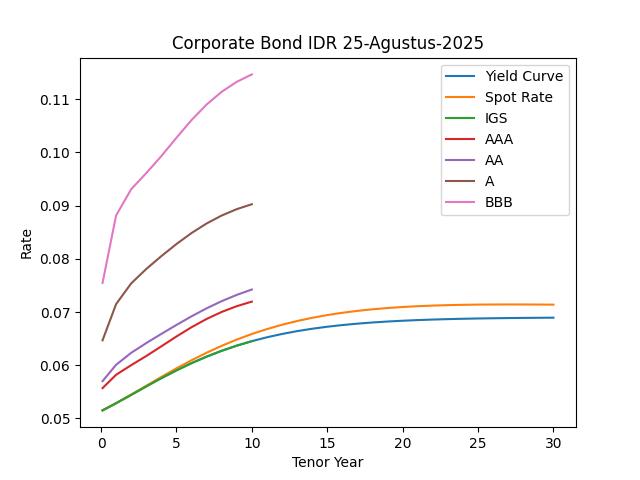 Corporate Bond IDR 25-Agustus-2025
Yield Curve
Spot Rate
IGS
AAA
AA
A
BBB
0.11
0.10
0.09
0.08
0.07
0.06
0.05
Rate
0 5 10 15 20 25 30
Tenor Year